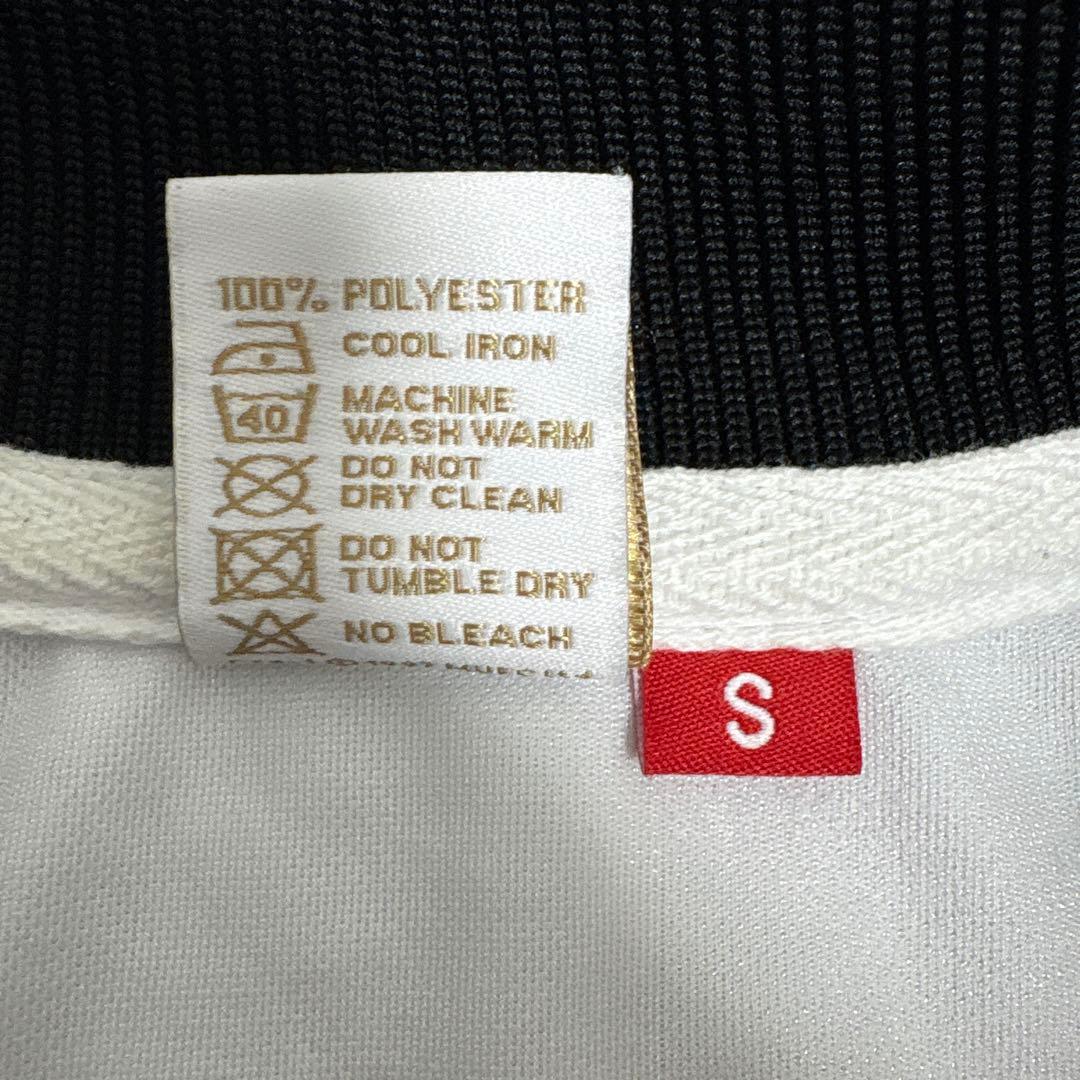 100% POLYESTER
COOL IRON
40
MACHINE
WASH WARM
DO NOT
DRY CLEAN
DO NOT
TUMBLE DRY
NO BLEACH
S